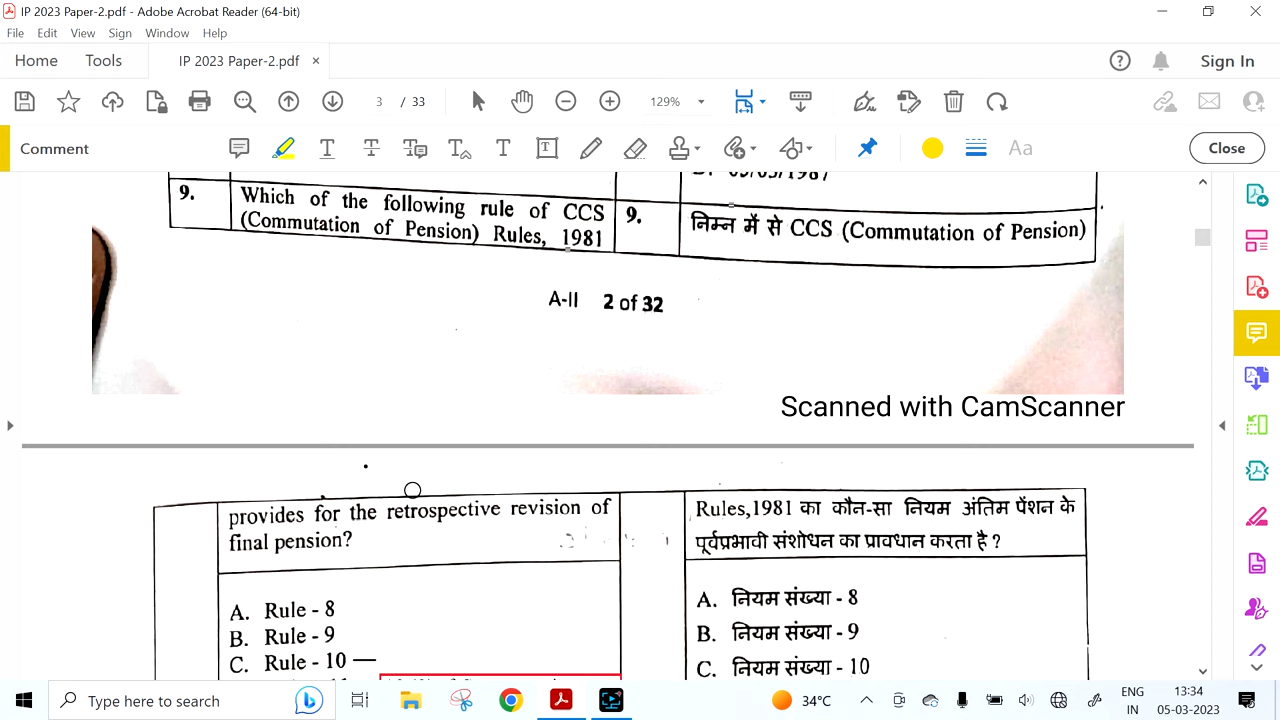 IP 2023 Paper-2.pdf - Adobe Acrobat Reader (64-bit)
File Edit View Sign Window Help
Home Tools IP 2023 Paper-2.pdf × Sign In
3 / 33 129%
Comment Aa Close
9. Which of the following rule of CCS
(Commutation of Pension) Rules, 1981
9. निम्न में से CCS (Commutation of Pension)
A-II 2 of 32
Scanned with CamScanner
provides for the retrospective revision of
final pension?
A. Rule - 8
B. Rule - 9
C. Rule - 10
Rules,1981 का कौन-सा नियम अंतिम पेंशन के
पूर्वप्रभावी संशोधन का प्रावधान करता है ?
A. नियम संख्या - 8
B. नियम संख्या - 9
C. नियम संख्या - 10
Type here to search
34°C
ENG
IN
13:34
05-03-2023